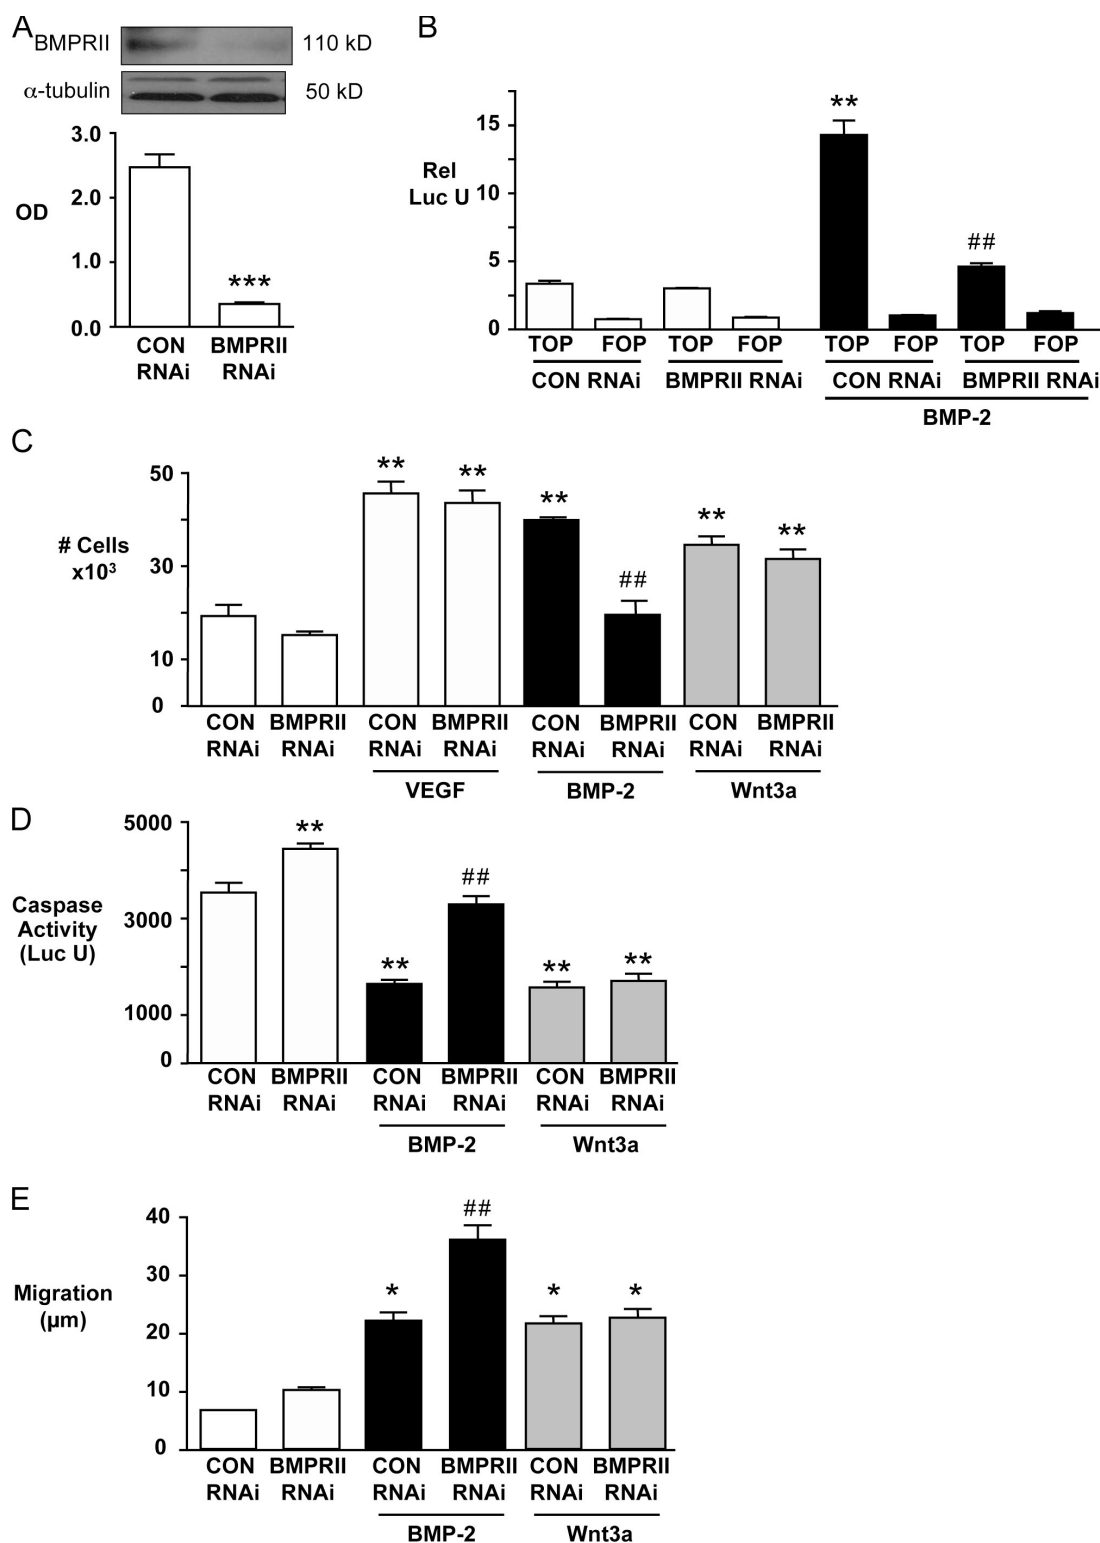 A
BMPRII
110 kD
α-tubulin
50 kD
3.0
2.0
1.0
0.0
OD
***
CON
RNAi
BMPRII
RNAi
B
Rel
Luc U
15
10
5
0
**
##
TOP FOP TOP FOP TOP FOP TOP FOP
CON RNAi BMPRII RNAi CON RNAi BMPRII RNAi
BMP-2
C
# Cells
x10³
50
30
10
0
** ** ** ## ** **
CON BMPRII CON BMPRII CON BMPRII CON BMPRII
RNAi RNAi RNAi RNAi RNAi RNAi RNAi RNAi
VEGF BMP-2 Wnt3a
D
Caspase
Activity
(Luc U)
5000
3000
1000
0
** ** ## ** **
CON BMPRII CON BMPRII CON BMPRII
RNAi RNAi RNAi RNAi RNAi RNAi
BMP-2 Wnt3a
E
Migration
(µm)
40
30
20
10
0
* ## * *
CON BMPRII CON BMPRII CON BMPRII
RNAi RNAi RNAi RNAi RNAi RNAi
BMP-2 Wnt3a